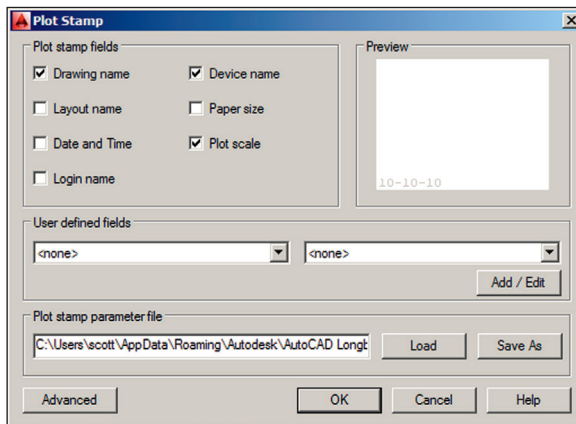 Plot Stamp
Plot stamp fields
Preview
Drawing name
Device name
Layout name
Paper size
Date and Time
Plot scale
Login name
10-10-10
User defined fields
<none>
<none>
Add / Edit
Plot stamp parameter file
C:\Users\scott\AppData\Roaming\Autodesk\AutoCAD Longb
Load
Save As
Advanced
OK
Cancel
Help